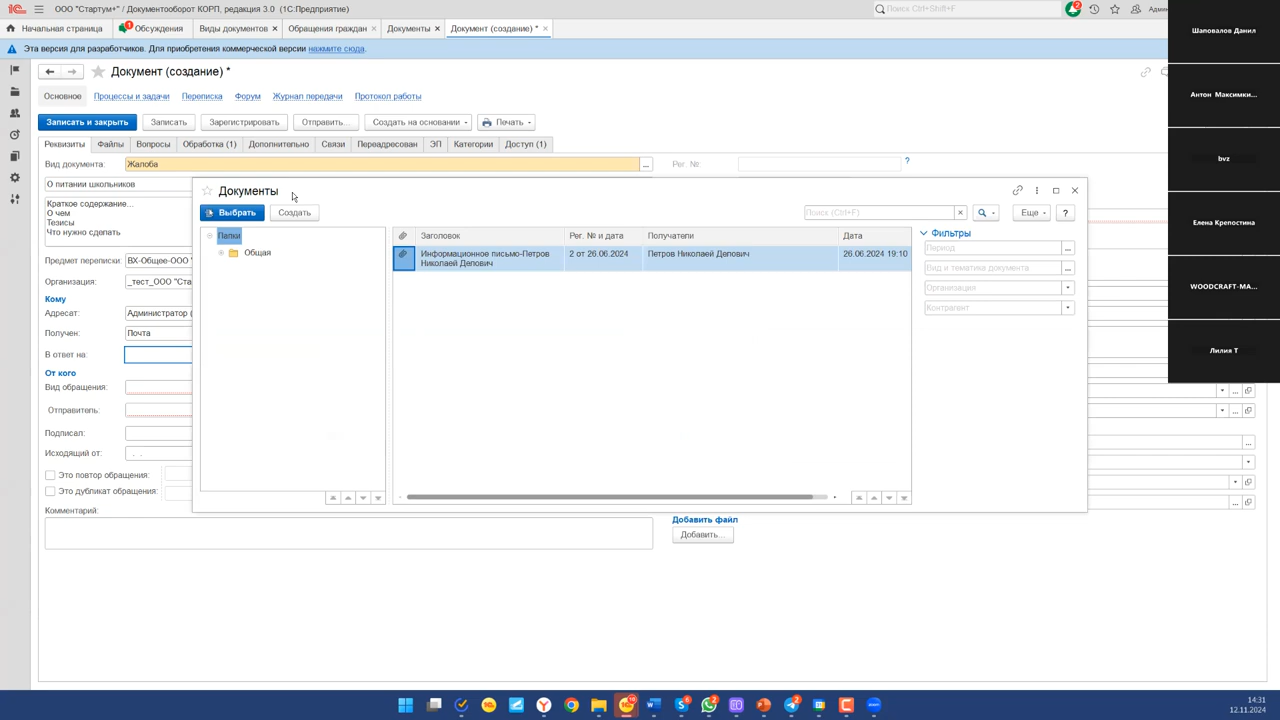 ООО "Стартум+" / Документооборот КОРП, редакция 3.0 (1С:Предприятие)
Поиск Ctrl+Shift+F
2
Начальная страница
1
Обсуждения
Виды документов ×
Обращения граждан ×
Документы ×
Документ (создание) * ×
Эта версия для разработчиков. Для приобретения коммерческой версии нажмите сюда.
Документ (создание) *
Основное
Процессы и задачи
Переписка
Форум
Журнал передачи
Протокол работы
Записать и закрыть
Записать
Зарегистрировать
Отправить...
Создать на основании
Печать
Реквизиты
Файлы
Вопросы
Обработка (1)
Дополнительно
Связи
Переадресован
ЭП
Категории
Доступ (1)
Вид документа:
Жалоба
...
Рег. №
?
О питании школьников
Краткое содержание...
О чем
Тезисы
Что нужно сделать
Предмет переписки:
ВХ-Общее-ООО "
Организация:
_тест_ООО "Ста
Кому
Адресат:
Администратор (
Получен:
Почта
В ответ на:
От кого
Вид обращения:
Отправитель:
Подписал:
Исходящий от:
. .
Это повтор обращения:
Это дубликат обращения:
Комментарий:
Добавить файл
Добавить...
Документы
Выбрать
Создать
Поиск (Ctrl+F)
×
Еще
?
Папки
Общая
Заголовок
Рег. № и дата
Получатели
Дата
Информационное письмо-Петров
Николаей Депович
2 от 26.06.2024
Петров Николаей Депович
26.06.2024 19:10
Фильтры
Период
...
Вид и тематика документа
...
Организация
Контрагент
Шаповалов Данил
Антон Максимки...
bvz
Елена Крепостина
WOODCRAFT-MA...
Лилия Т
14:31
12.11.2024